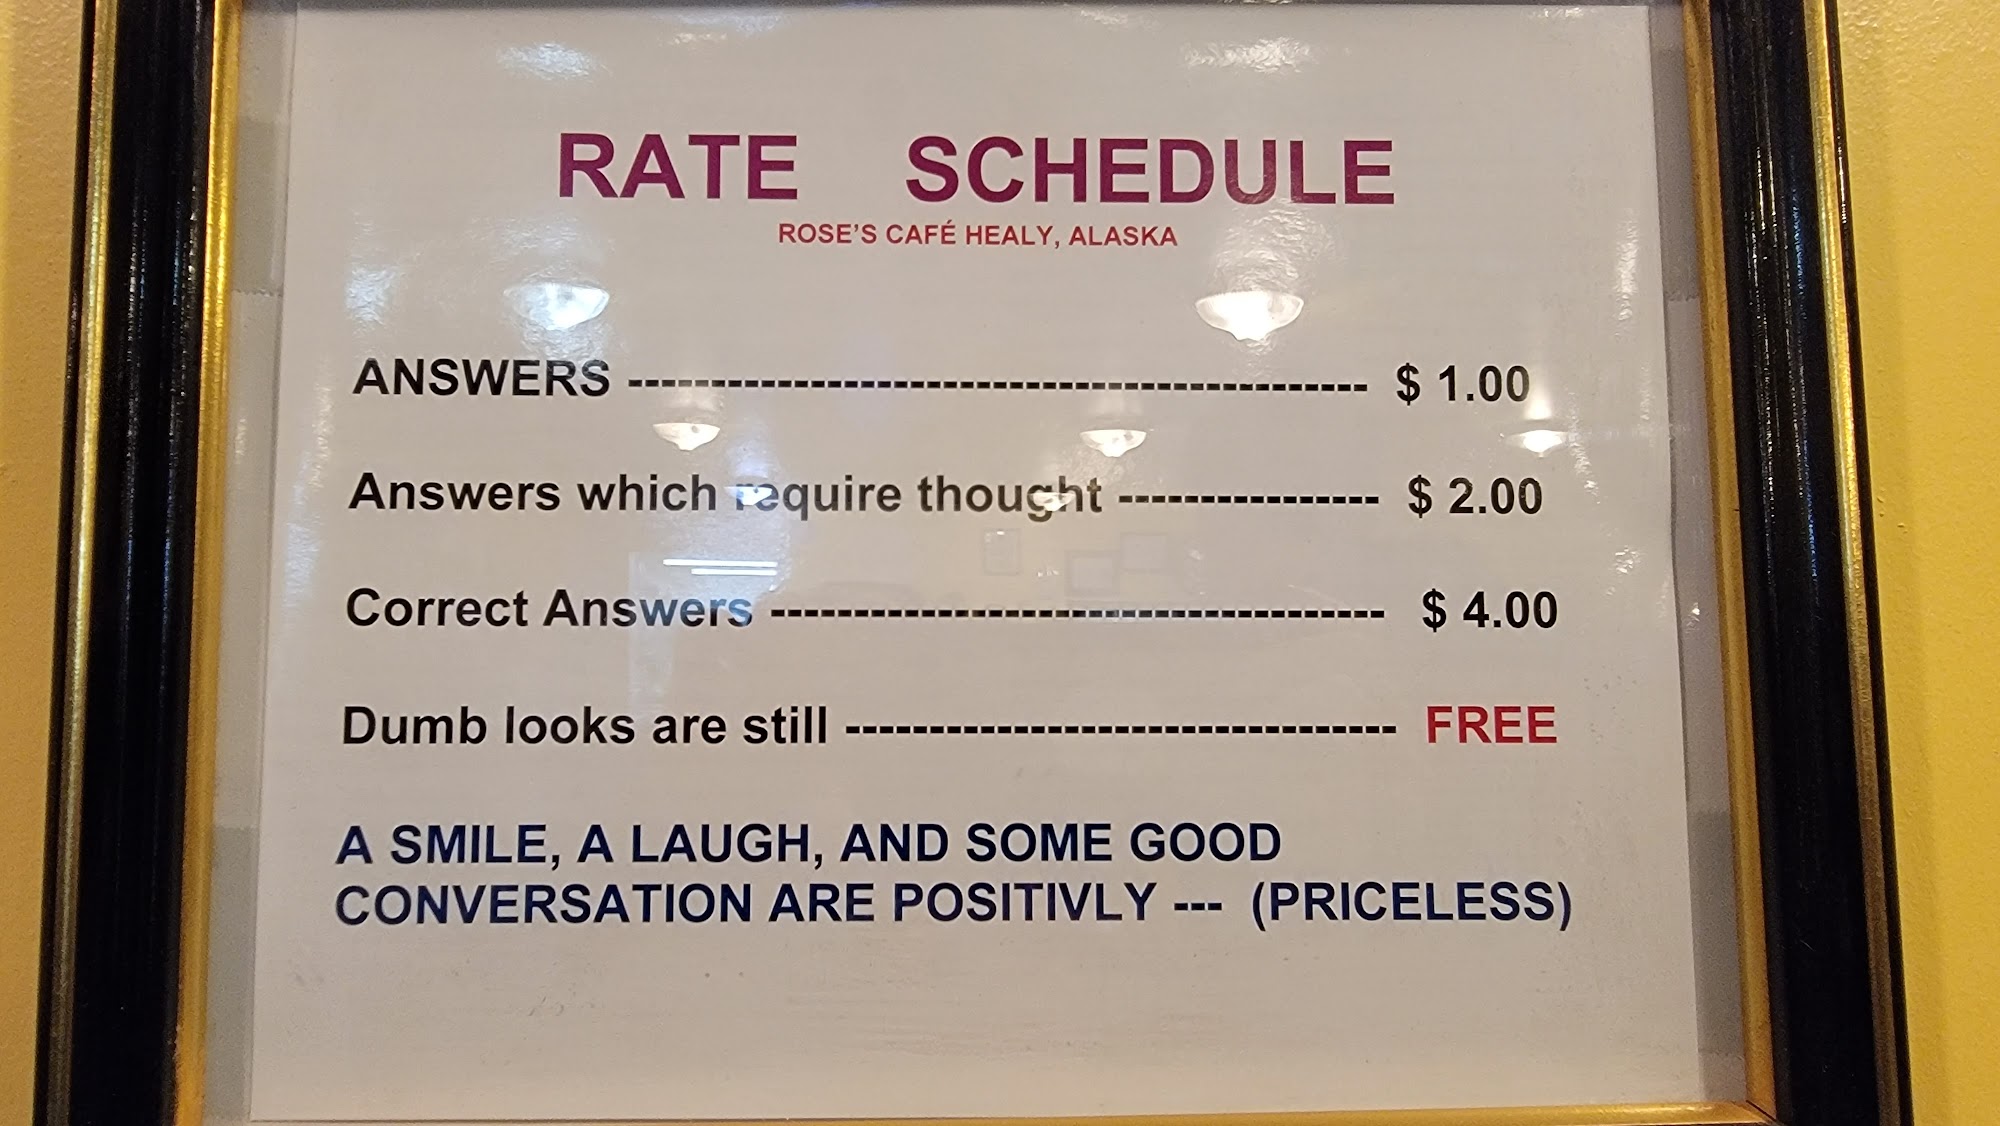 RATE SCHEDULE
ROSE'S CAFÉ HEALY, ALASKA
ANSWERS --------------------------------------------- $ 1.00
Answers which require thought ---------------- $ 2.00
Correct Answers ------------------------------------- $ 4.00
Dumb looks are still --------------------------------- FREE
A SMILE, A LAUGH, AND SOME GOOD
CONVERSATION ARE POSITIVLY --- (PRICELESS)